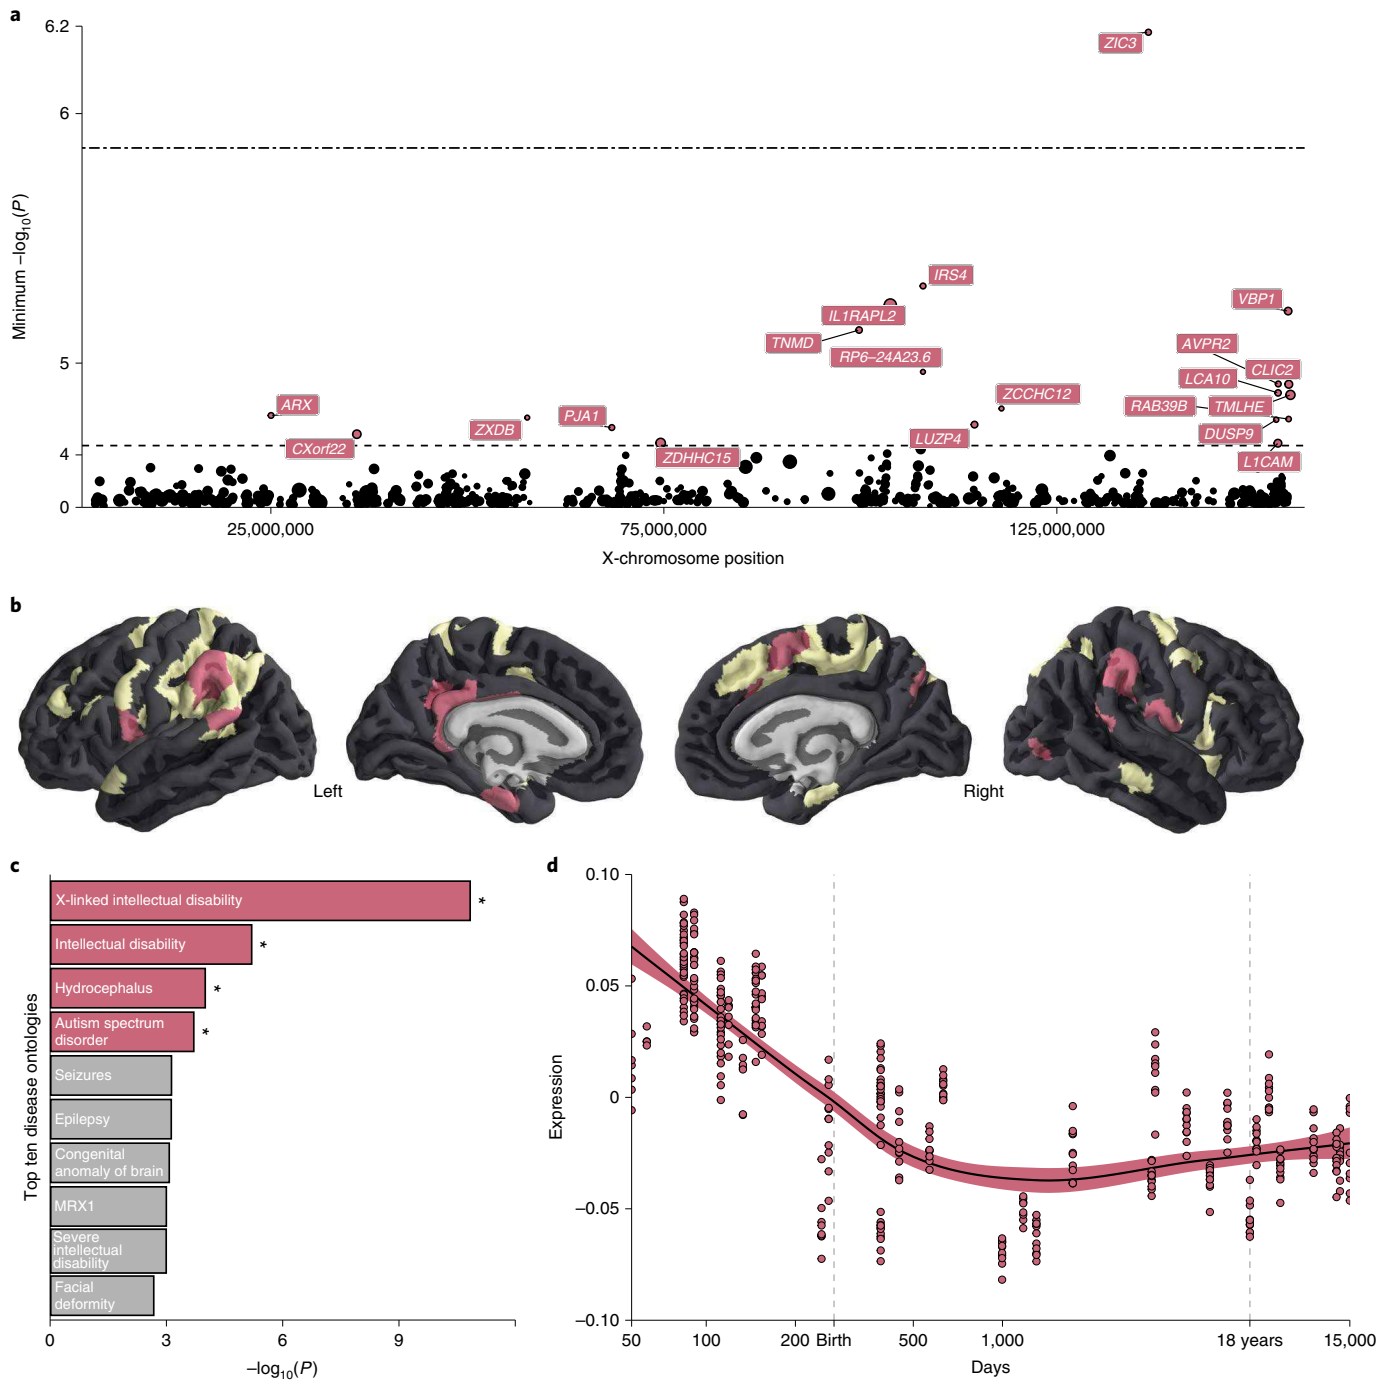 a
6.2
6
5
4
0
Minimum –log10(P)
ZIC3
IRS4
IL1RAPL2
VBP1
TNMD
AVPR2
RP6–24A23.6
CLIC2
LCA10
ZCCHC12
ARX
RAB39B
TMLHE
PJA1
ZXDB
DUSP9
LUZP4
CXorf22
ZDHHC15
L1CAM
25,000,000
75,000,000
125,000,000
X-chromosome position
b
Left
Right
c
Top ten disease ontologies
X-linked intellectual disability
*
Intellectual disability
*
Hydrocephalus
*
Autism spectrum
disorder
*
Seizures
Epilepsy
Congenital
anomaly of brain
MRX1
Severe
intellectual
disability
Facial
deformity
0
3
6
9
–log10(P)
d
0.10
0.05
0
–0.05
–0.10
Expression
50
100
200
Birth
500
1,000
18 years
15,000
Days